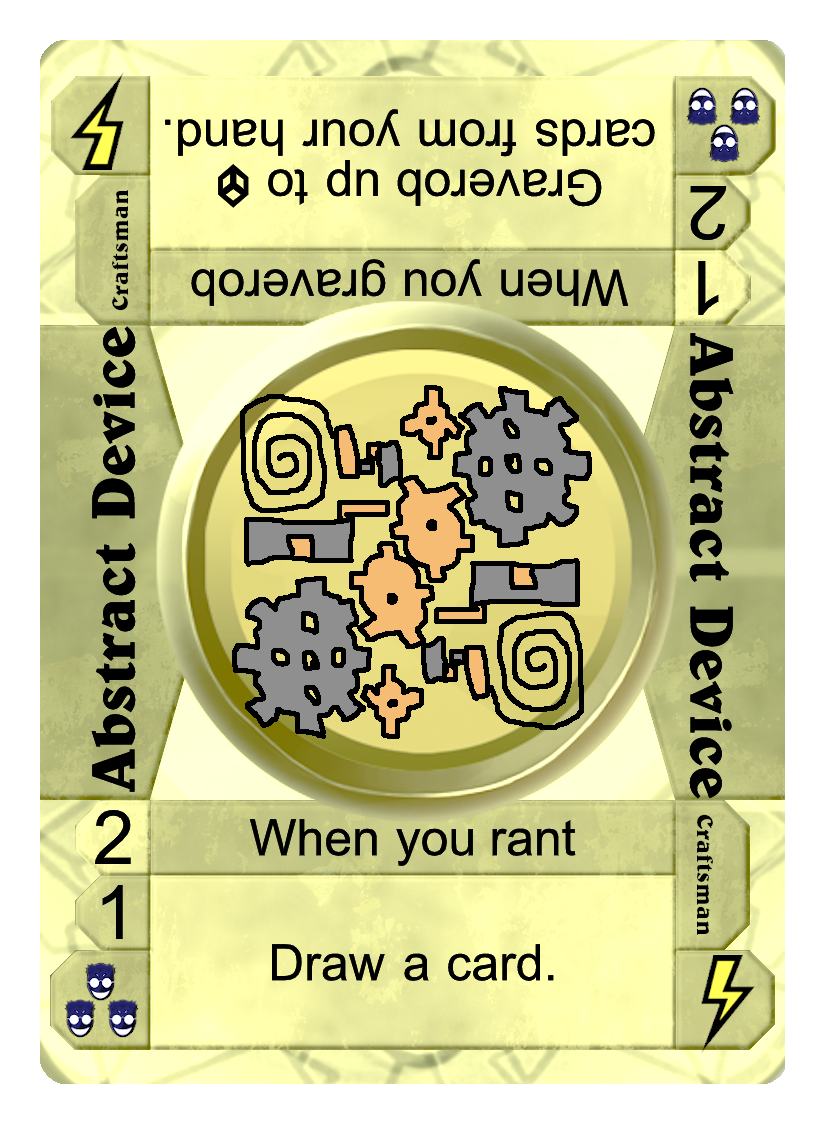 Abstract Device
Craftsman
2
1
When you rant
Draw a card.
Abstract Device
Craftsman
1
2
When you graverob
Graverob up to
cards from your hand.